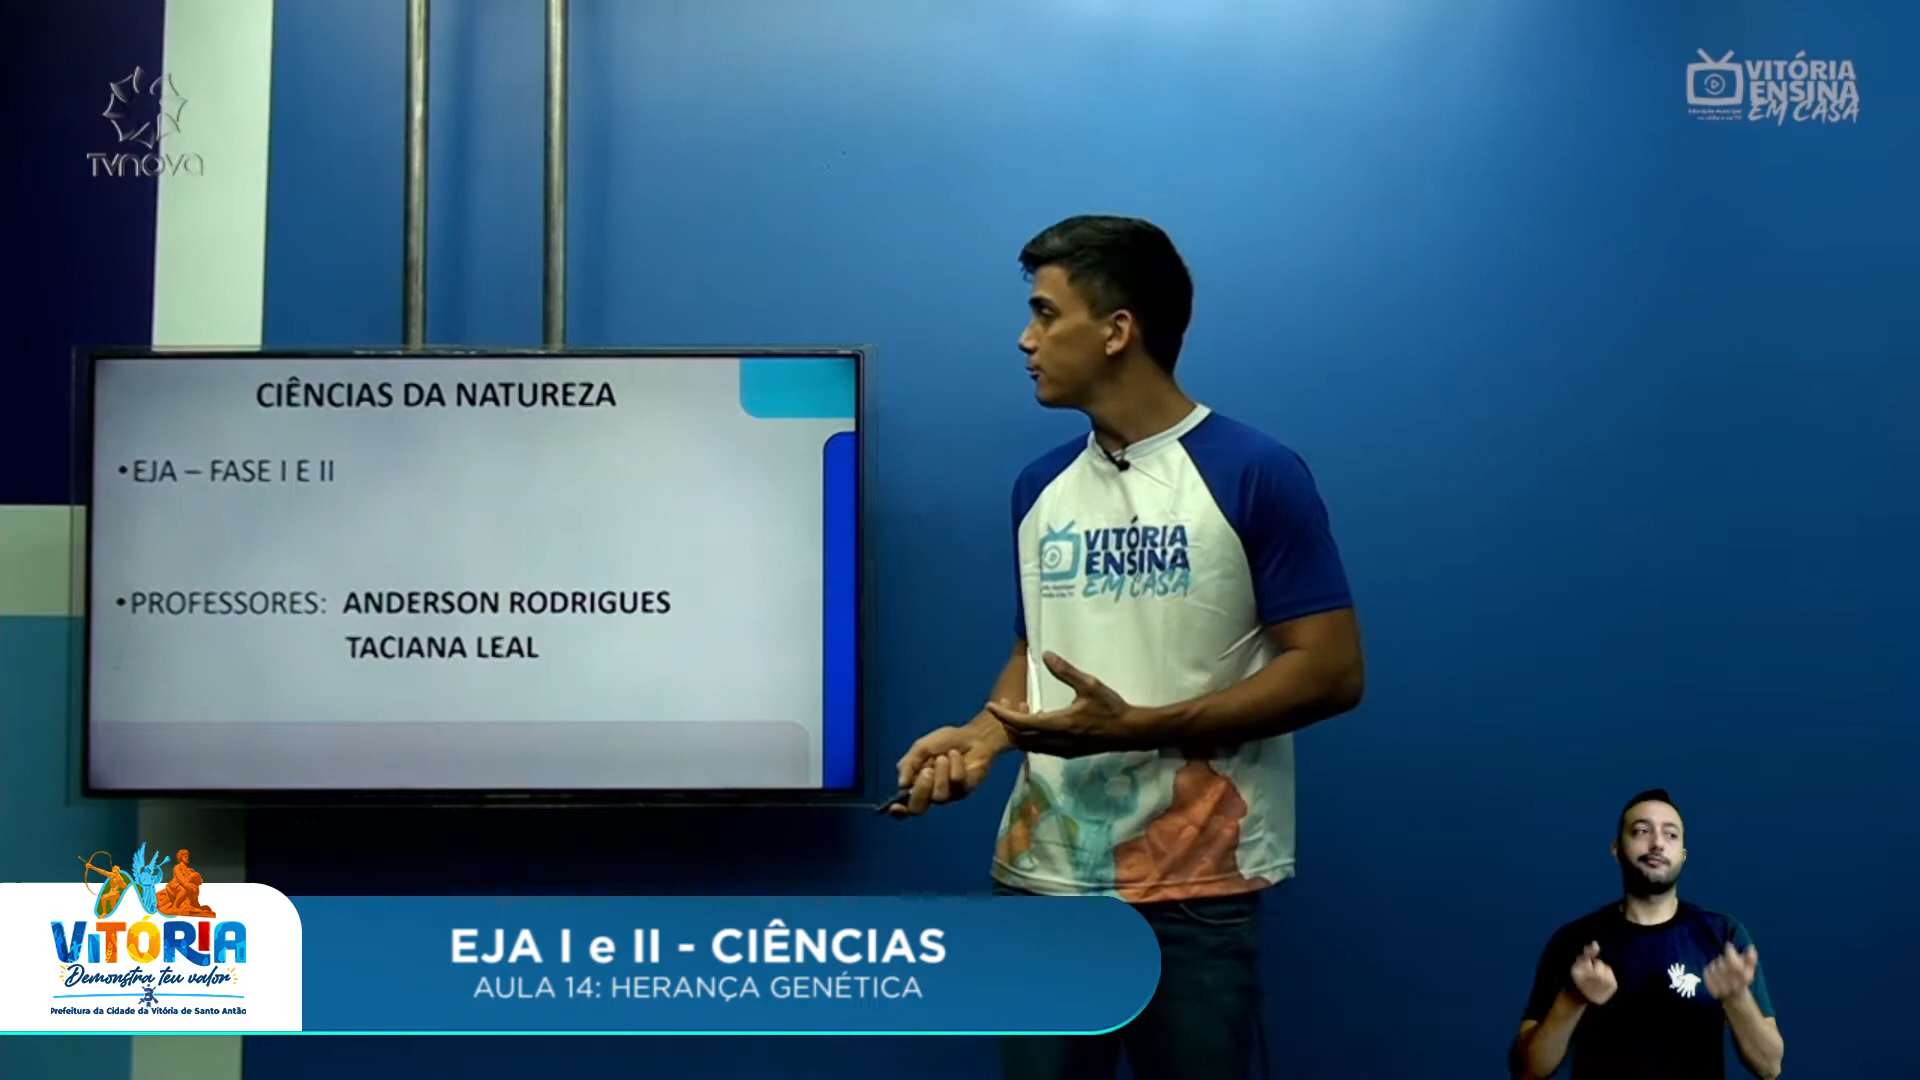 TVNOVA
VITÓRIA
ENSINA
EM CASA
CIÊNCIAS DA NATUREZA
•EJA – FASE I E II
•PROFESSORES: ANDERSON RODRIGUES
TACIANA LEAL
VITÓRIA
ENSINA
EM CASA
VITÓRIA
Demonstra teu valor
Prefeitura da Cidade da Vitória de Santo Antão
EJA I e II - CIÊNCIAS
AULA 14: HERANÇA GENÉTICA